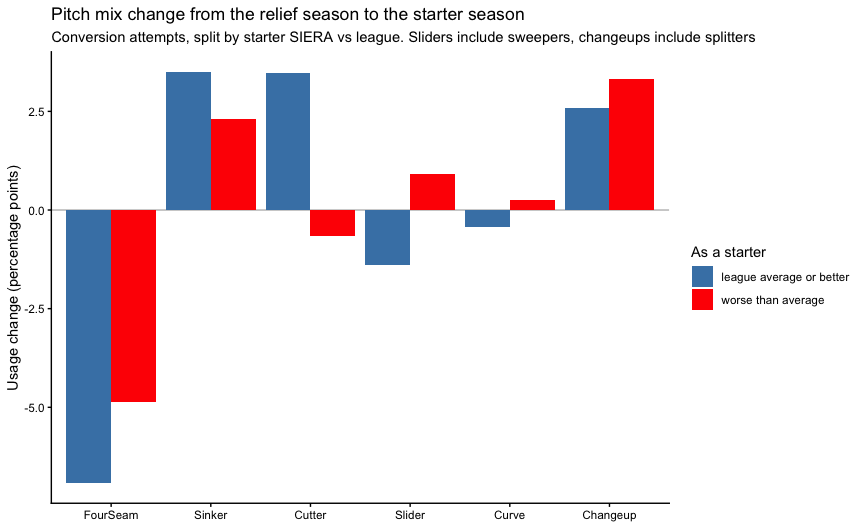 Pitch mix change from the relief season to the starter season
Conversion attempts, split by starter SIERA vs league. Sliders include sweepers, changeups include splitters
Usage change (percentage points)
2.5
0.0
-2.5
-5.0
FourSeam
Sinker
Cutter
Slider
Curve
Changeup
As a starter
league average or better
worse than average